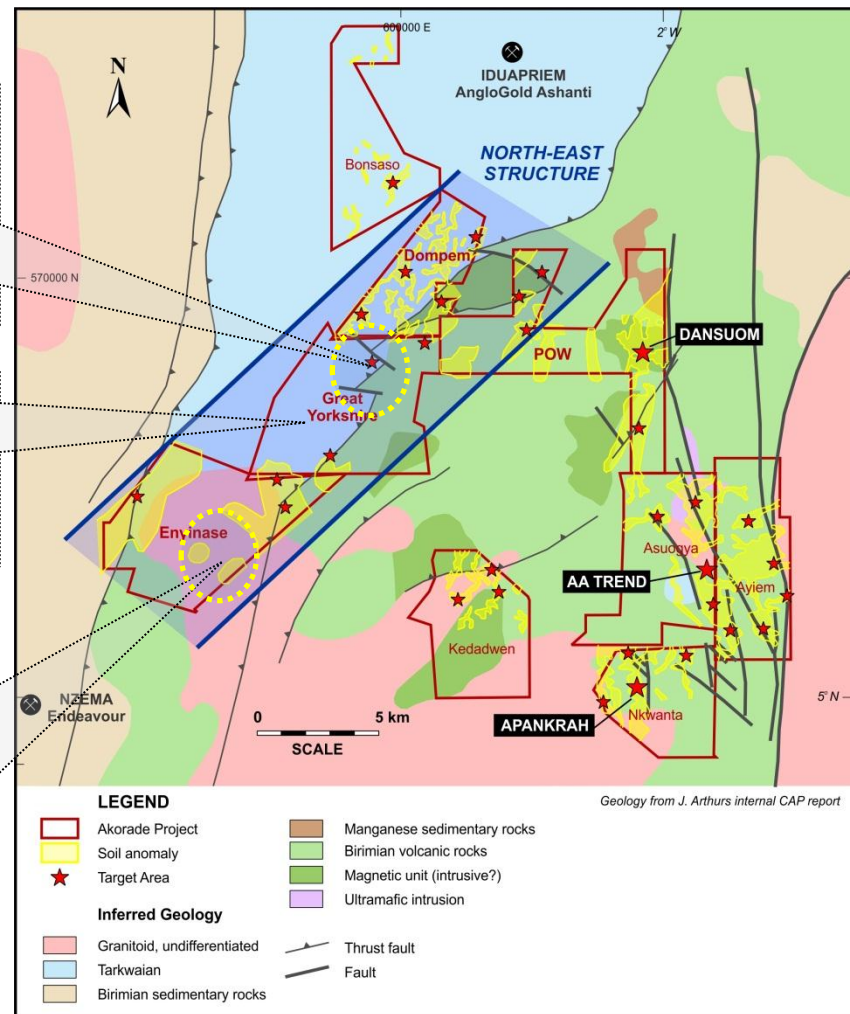 600000 E
2° W
N
IDUAPRIEM
AngloGold Ashanti
Bonsaso
NORTH-EAST
STRUCTURE
Dompem
570000 N
DANSUOM
POW
Great
Yorkshire
Enyinase
Asuogya
AA TREND
Ayiem
Kedadwen
NZEMA
Endeavour
5° N
0 5 km
SCALE
APANKRAH
Nkwanta
LEGEND
Geology from J. Arthurs internal CAP report
Akorade Project
Soil anomaly
Target Area
Inferred Geology
Granitoid, undifferentiated
Tarkwaian
Birimian sedimentary rocks
Manganese sedimentary rocks
Birimian volcanic rocks
Magnetic unit (intrusive?)
Ultramafic intrusion
Thrust fault
Fault